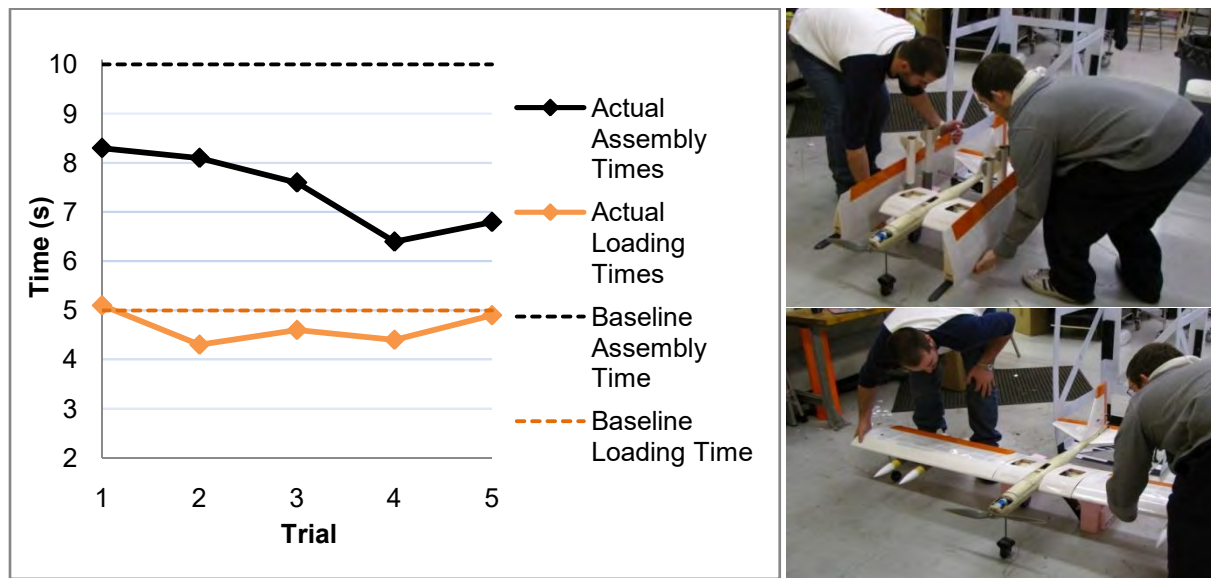 10
9
8
7
6
5
4
3
2
Time (s)
1 2 3 4 5
Trial
Actual
Assembly
Times
Actual
Loading
Times
Baseline
Assembly
Time
Baseline
Loading Time